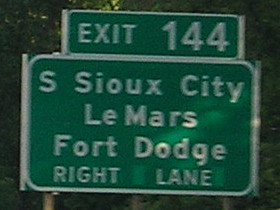 EXIT 144
S Sioux City
Le Mars
Fort Dodge
RIGHT LANE